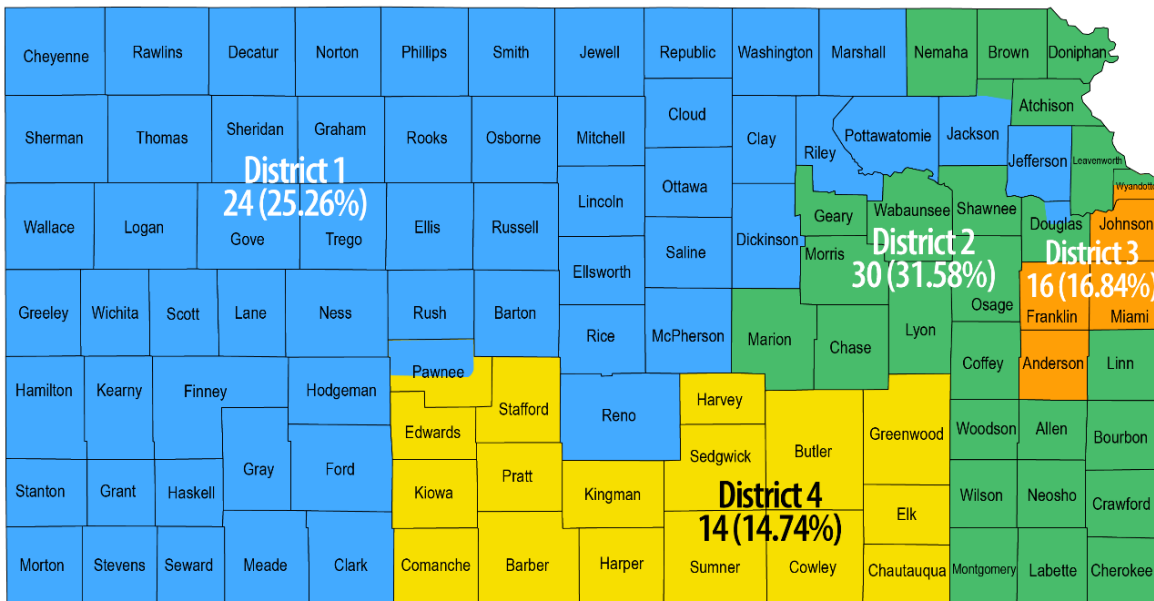 Cheyenne
Rawlins
Decatur
Norton
Phillips
Smith
Jewell
Republic
Washington
Marshall
Nemaha
Brown
Doniphan
Atchison
Sherman
Thomas
Sheridan
Graham
Rooks
Osborne
Mitchell
Cloud
Clay
Riley
Pottawatomie
Jackson
Jefferson
Leavenworth
Wyandotte
District 1
24 (25.26%)
Lincoln
Ottawa
Wallace
Logan
Gove
Trego
Ellis
Russell
Saline
Dickinson
Geary
Wabaunsee
Shawnee
Douglas
Johnson
Morris
District 2
30 (31.58%)
District 3
16 (16.84%)
Ellsworth
Greeley
Wichita
Scott
Lane
Ness
Rush
Barton
Rice
McPherson
Marion
Chase
Lyon
Osage
Franklin
Miami
Hamilton
Kearny
Finney
Hodgeman
Pawnee
Stafford
Reno
Harvey
Coffey
Anderson
Linn
Edwards
Sedgwick
Butler
Greenwood
Woodson
Allen
Bourbon
Gray
Ford
Stanton
Grant
Haskell
Kiowa
Pratt
Kingman
District 4
14 (14.74%)
Elk
Wilson
Neosho
Crawford
Morton
Stevens
Seward
Meade
Clark
Comanche
Barber
Harper
Sumner
Cowley
Chautauqua
Montgomery
Labette
Cherokee